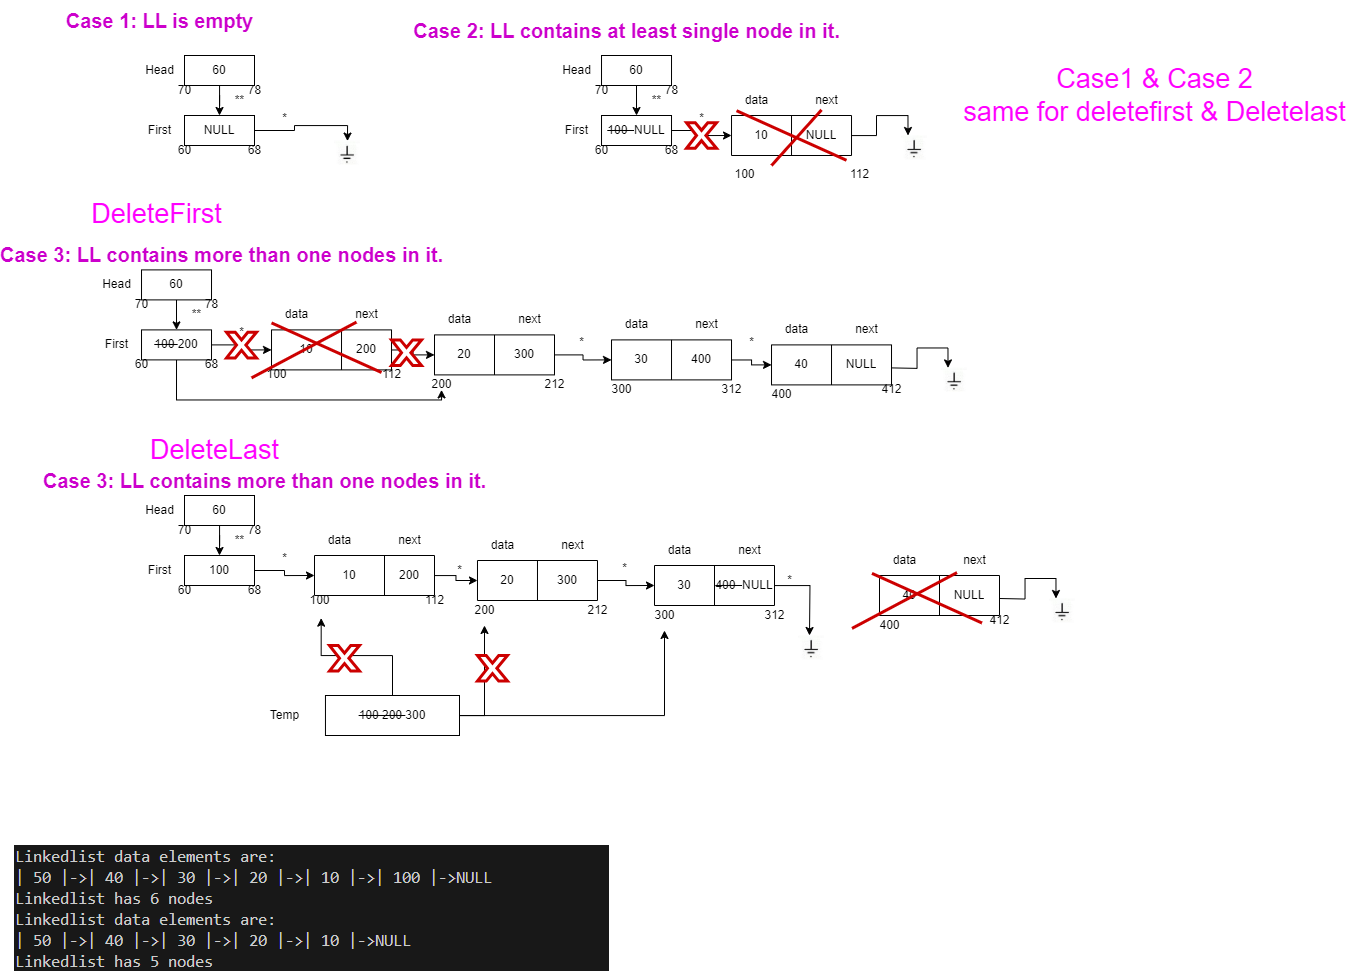 Case 1: LL is empty
Case 2: LL contains at least single node in it.
Case1 & Case 2
same for deletefirst & Deletelast
Head 60
70 78
**
First NULL
*
60 68
Head 60
70 78
**
data next
First 100 NULL
*
10 NULL
60 68
100 112
DeleteFirst
Case 3: LL contains more than one nodes in it.
Head 60
70 78
**
data next
data next
data next
data next
First 100 200
*
10 200
20 300
*
30 400
*
40 NULL
60 68
100 112
200 212
300 312
400 412
DeleteLast
Case 3: LL contains more than one nodes in it.
Head 60
70 78
**
data next
data next
data next
data next
First 100
*
10 200
*
20 300
*
30 400 NULL
*
40 NULL
60 68
100 112
200 212
300 312
400 412
Temp 100 200 300
Linkedlist data elements are:
| 50 |->| 40 |->| 30 |->| 20 |->| 10 |->| 100 |->NULL
Linkedlist has 6 nodes
Linkedlist data elements are:
| 50 |->| 40 |->| 30 |->| 20 |->| 10 |->NULL
Linkedlist has 5 nodes